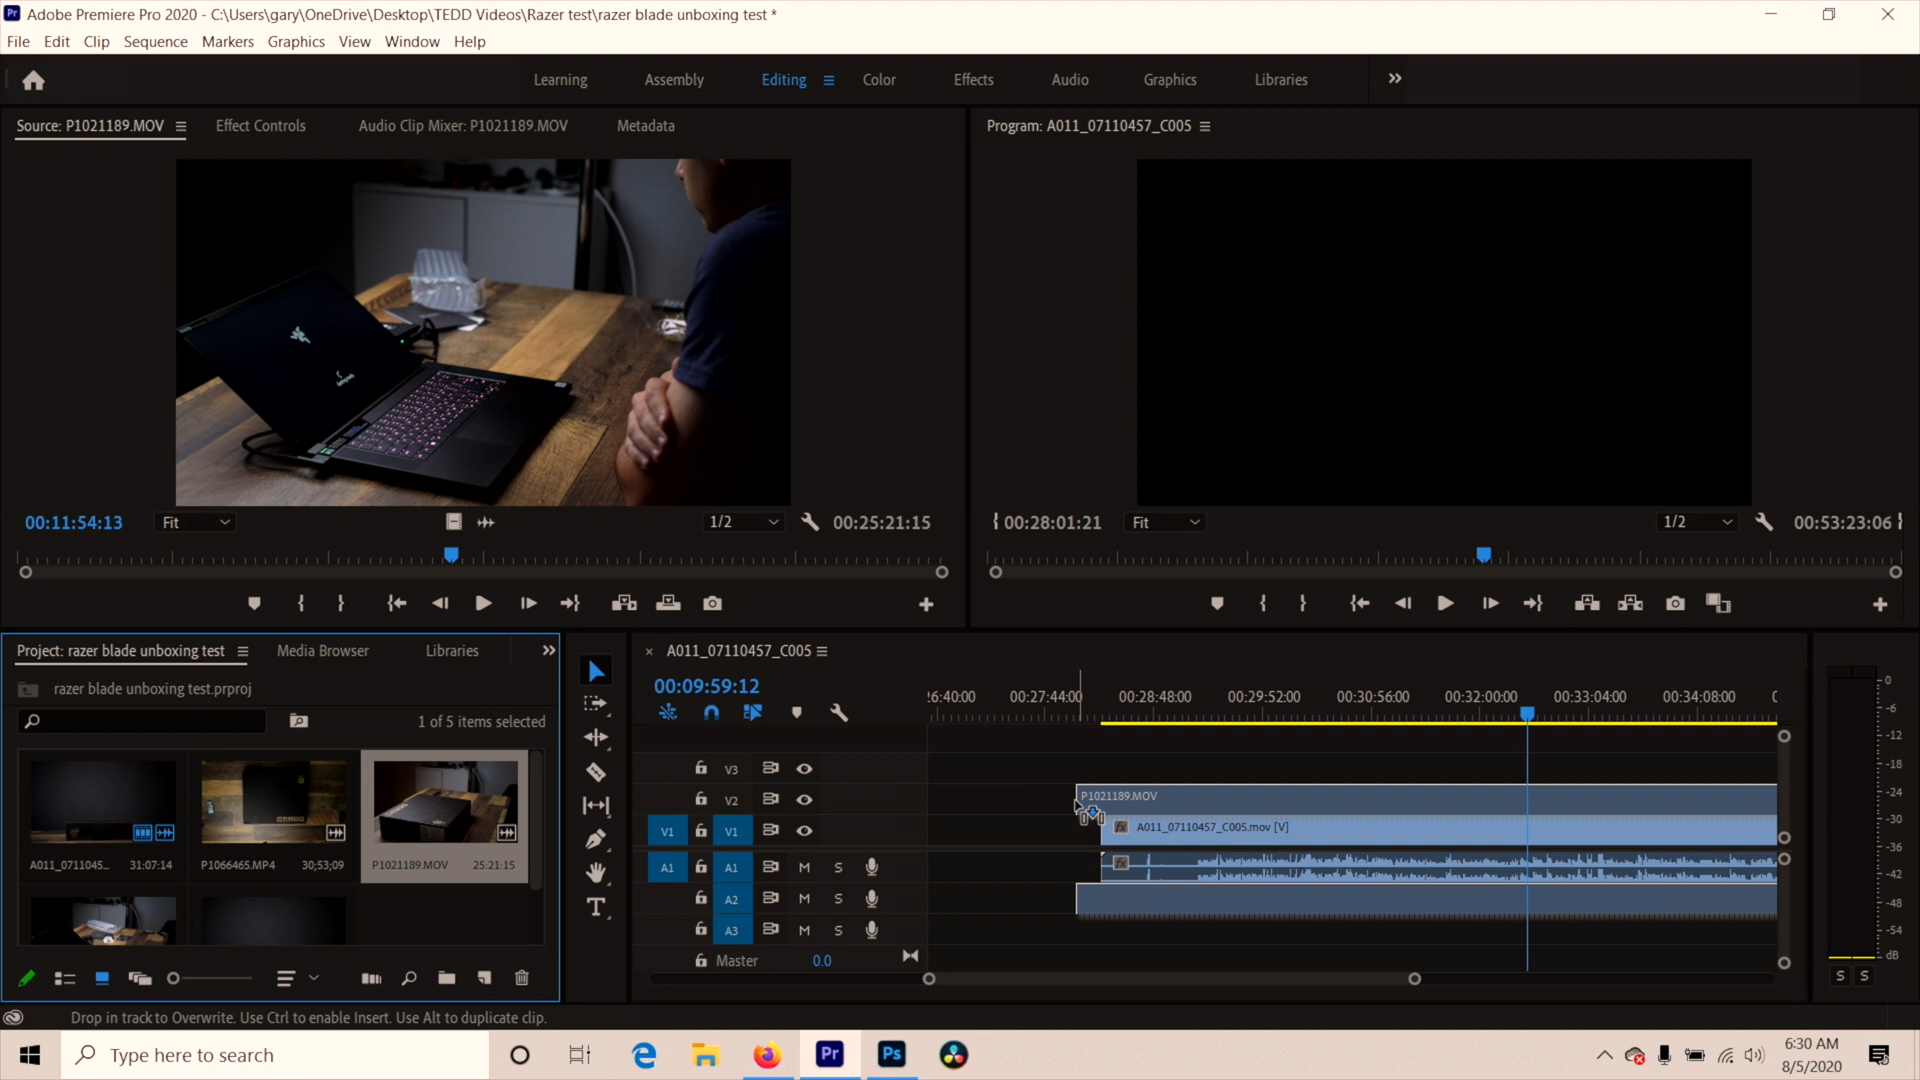 Adobe Premiere Pro 2020 - C:\Users\gary\OneDrive\Desktop\TEDD Videos\Razer test\razer blade unboxing test *
File Edit Clip Sequence Markers Graphics View Window Help
Learning Assembly Editing Color Effects Audio Graphics Libraries
Source: P1021189.MOV Effect Controls Audio Clip Mixer: P1021189.MOV Metadata
Program: A011_07110457_C005
00:11:54:13 Fit 1/2 00:25:21:15
00:28:01:21 Fit 1/2 00:53:23:06
Project: razer blade unboxing test Media Browser Libraries
razer blade unboxing test.prproj
1 of 5 items selected
A011_0711045... 31:07:14
P1066465.MP4 30;53;09
P1021189.MOV 25:21:15
A011_07110457_C005
00:09:59:12
:26:40:00 00:27:44:00 00:28:48:00 00:29:52:00 00:30:56:00 00:32:00:00 00:33:04:00 00:34:08:00 0
V3
V2
P1021189.MOV
V1 V1
A011_07110457_C005.mov [V]
A1 A1 M S
A2 M S
A3 M S
Master 0.0
0
-6
-12
-18
-24
-30
-36
-42
-48
-54
dB
S S
Drop in track to Overwrite. Use Ctrl to enable Insert. Use Alt to duplicate clip.
Type here to search
Pr
Ps
6:30 AM
8/5/2020